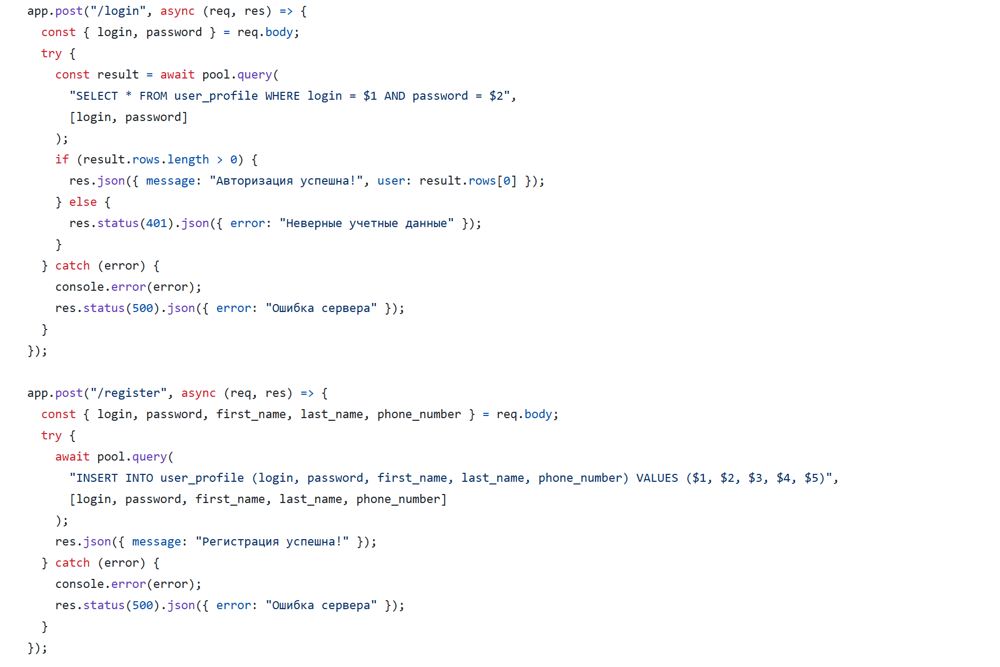 app.post("/login", async (req, res) => {
  const { login, password } = req.body;
  try {
    const result = await pool.query(
      "SELECT * FROM user_profile WHERE login = $1 AND password = $2",
      [login, password]
    );
    if (result.rows.length > 0) {
      res.json({ message: "Авторизация успешна!", user: result.rows[0] });
    } else {
      res.status(401).json({ error: "Неверные учетные данные" });
    }
  } catch (error) {
    console.error(error);
    res.status(500).json({ error: "Ошибка сервера" });
  }
});

app.post("/register", async (req, res) => {
  const { login, password, first_name, last_name, phone_number } = req.body;
  try {
    await pool.query(
      "INSERT INTO user_profile (login, password, first_name, last_name, phone_number) VALUES ($1, $2, $3, $4, $5)",
      [login, password, first_name, last_name, phone_number]
    );
    res.json({ message: "Регистрация успешна!" });
  } catch (error) {
    console.error(error);
    res.status(500).json({ error: "Ошибка сервера" });
  }
});